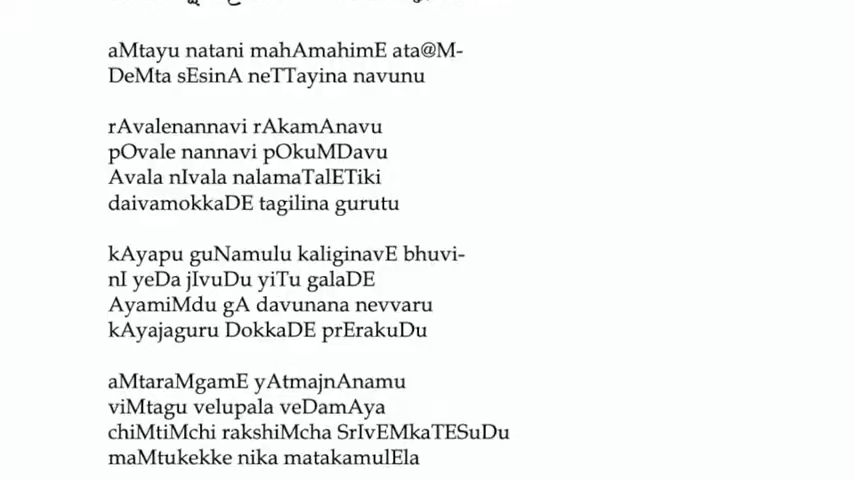 aMtayu natani mahAmahimE ata@M-
DeMta sEsinA neTTayina navunu
rAvalenannavi rAkamAnavu
pOvale nannavi pOkuMDavu
Avala nIvala nalamaTalETiki
daivamokkaDE tagilina gurutu
kAyapu guNamulu kaliginavE bhuvi-
nI yeDa jIvuDu yiTu galaDE
AyamiMdu gA davunana nevvaru
kAyajaguru DokkaDE prErakuDu
aMtaraMgamE yAtmajnAnamu
viMtagu velupala veDamAya
chiMtiMchi rakshiMcha SrIvEMkaTESuDu
maMtukekke nika matakamulEla